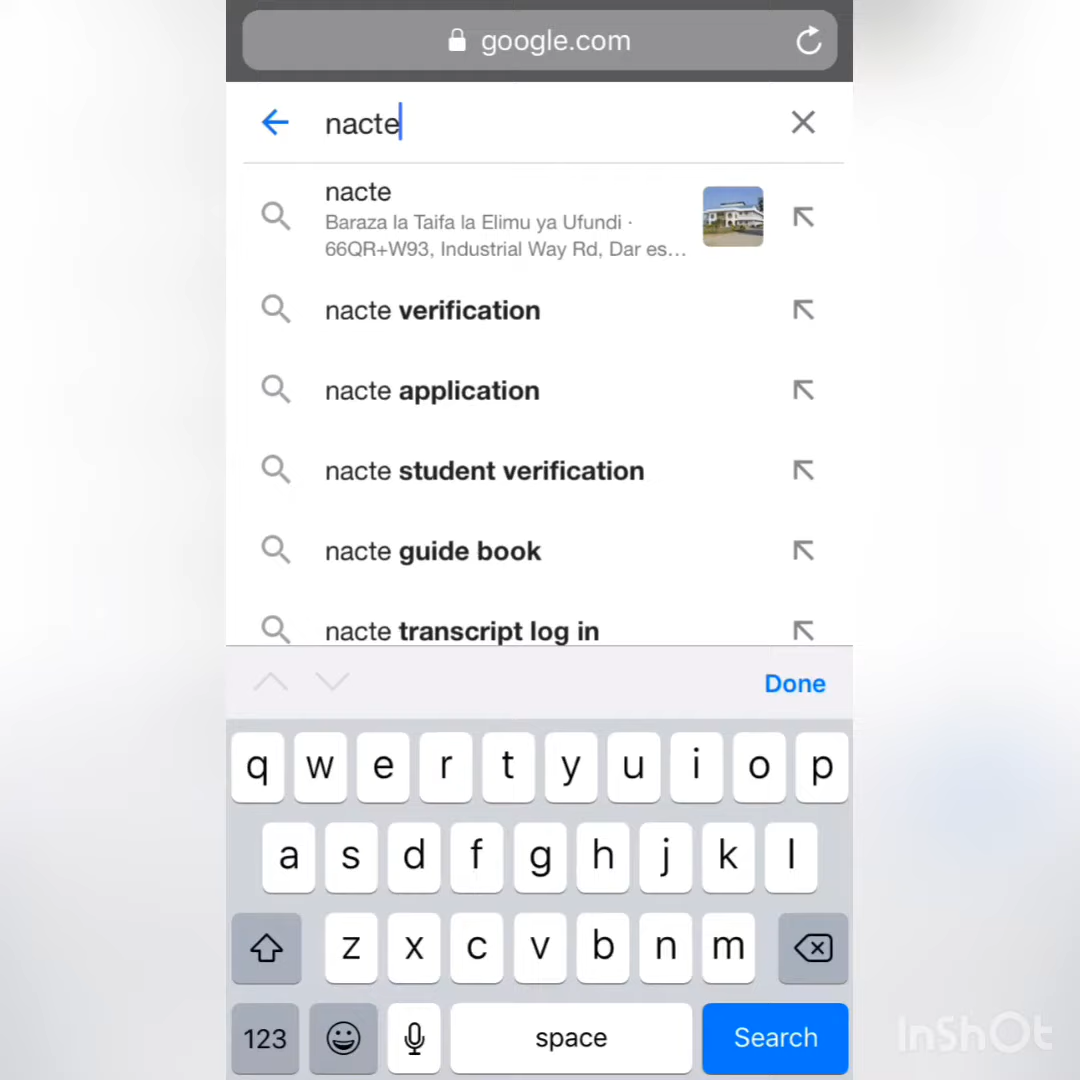 google.com
nacte
nacte
Baraza la Taifa la Elimu ya Ufundi ·
66QR+W93, Industrial Way Rd, Dar es...
nacte verification
nacte application
nacte student verification
nacte guide book
nacte transcript log in
Done
q w e r t y u i o p
a s d f g h j k l
z x c v b n m
123 space Search
InShOt